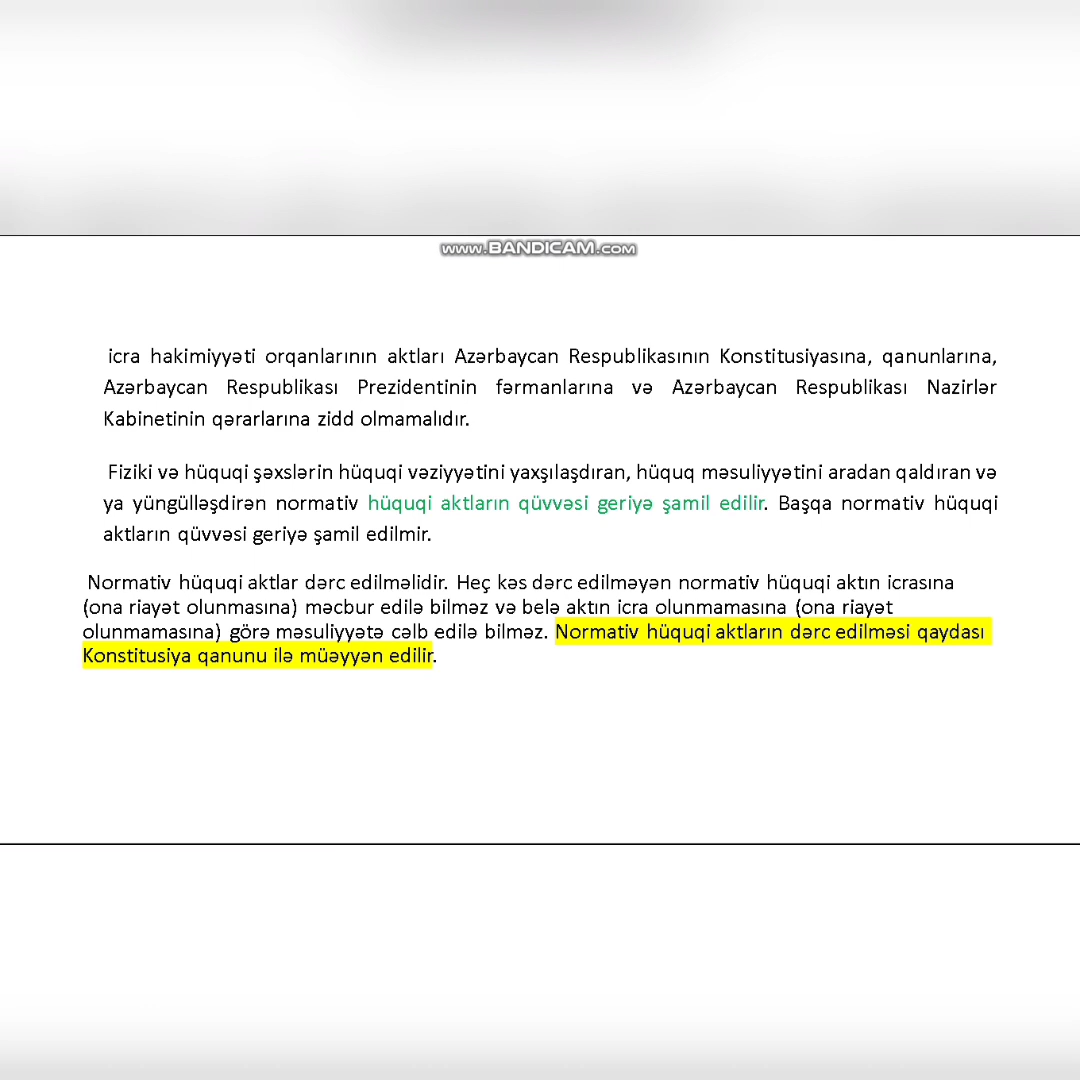 www.BANDICAM.com
icra hakimiyyəti orqanlarının aktları Azərbaycan Respublikasının Konstitusiyasına, qanunlarına,
Azərbaycan Respublikası Prezidentinin fərmanlarına və Azərbaycan Respublikası Nazirlər
Kabinetinin qərarlarına zidd olmamalıdır.
Fiziki və hüquqi şəxslərin hüquqi vəziyyətini yaxşılaşdıran, hüquq məsuliyyətini aradan qaldıran və
ya yüngülləşdirən normativ hüquqi aktların qüvvəsi geriyə şamil edilir. Başqa normativ hüquqi
aktların qüvvəsi geriyə şamil edilmir.
Normativ hüquqi aktlar dərc edilməlidir. Heç kəs dərc edilməyən normativ hüquqi aktın icrasına
(ona riayət olunmasına) məcbur edilə bilməz və belə aktın icra olunmamasına (ona riayət
olunmamasına) görə məsuliyyətə cəlb edilə bilməz. Normativ hüquqi aktların dərc edilməsi qaydası
Konstitusiya qanunu ilə müəyyən edilir.